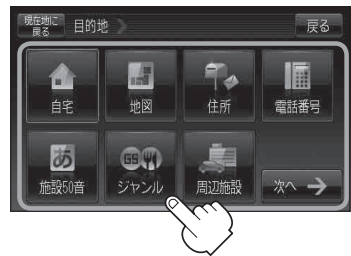 現在地に
戻る
目的地
戻る
自宅
地図
住所
電話番号
あ
GS
施設50音
ジャンル
周辺施設
次へ